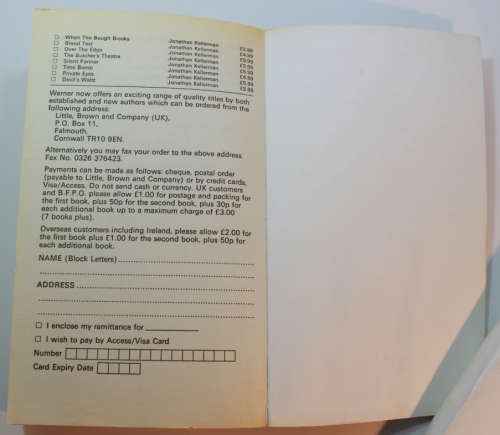 □ When The Bough Breaks Jonathan Kellerman £5.99
□ Blood Test Jonathan Kellerman £4.99
□ Over The Edge Jonathan Kellerman £5.99
□ The Butcher's Theatre Jonathan Kellerman £5.99
□ Silent Partner Jonathan Kellerman £5.99
□ Time Bomb Jonathan Kellerman
□ Private Eyes Jonathan Kellerman £5.99
□ Devil's Waltz Jonathan Kellerman £5.99
Warner now offers an exciting range of quality titles by both
established and new authors which can be ordered from the
following address:
Little, Brown and Company (UK),
P.O. Box 11,
Falmouth,
Cornwall TR10 9EN.
Alternatively you may fax your order to the above address.
Fax No. 0326 376423.
Payments can be made as follows: cheque, postal order
(payable to Little, Brown and Company) or by credit cards,
Visa/Access. Do not send cash or currency. UK customers
and B.F.P.O. please allow £1.00 for postage and packing for
the first book, plus 50p for the second book, plus 30p for
each additional book up to a maximum charge of £3.00
(7 books plus).
Overseas customers including Ireland, please allow £2.00 for
the first book plus £1.00 for the second book, plus 50p for
each additional book.
NAME (Block Letters)
ADDRESS
□ I enclose my remittance for
□ I wish to pay by Access/Visa Card
Number
Card Expiry Date